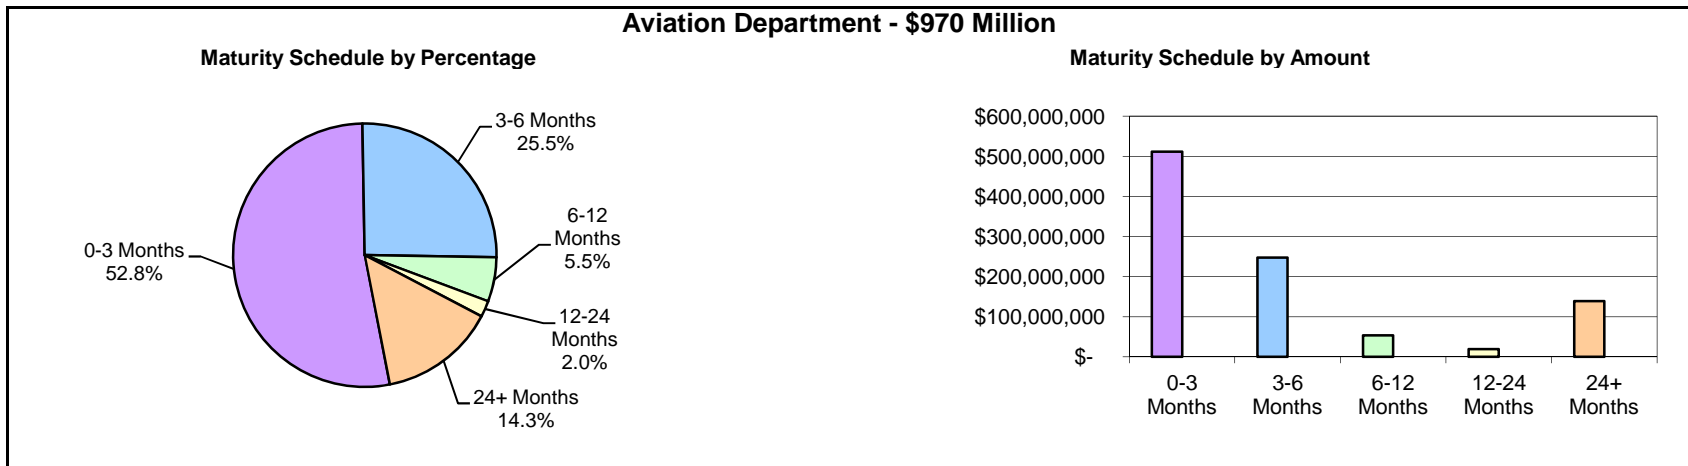 Aviation Department - $970 Million
Maturity Schedule by Percentage
3-6 Months
25.5%
6-12
Months
5.5%
0-3 Months
52.8%
12-24
Months
2.0%
24+ Months
14.3%
Maturity Schedule by Amount
$600,000,000
$500,000,000
$400,000,000
$300,000,000
$200,000,000
$100,000,000
$-
0-3
Months
3-6
Months
6-12
Months
12-24
Months
24+
Months